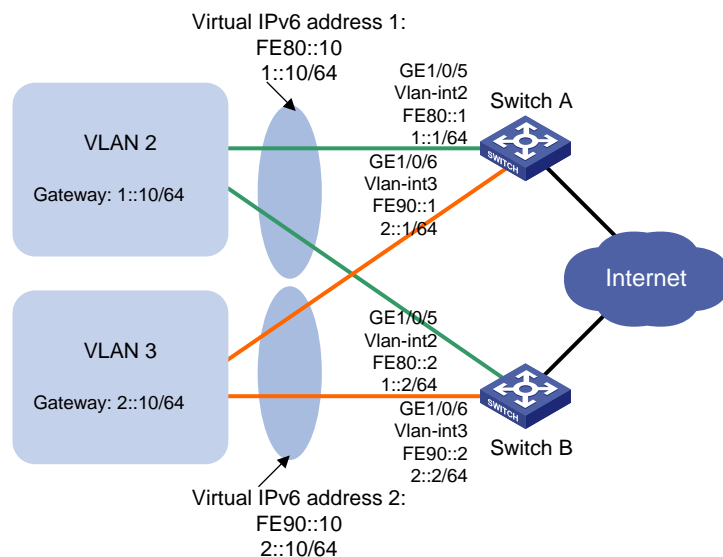 Virtual IPv6 address 1:
FE80::10
1::10/64
GE1/0/5
Vlan-int2
FE80::1
1::1/64
Switch A
SWITCH
VLAN 2
Gateway: 1::10/64
GE1/0/6
Vlan-int3
FE90::1
2::1/64
Internet
VLAN 3
Gateway: 2::10/64
GE1/0/5
Vlan-int2
FE80::2
1::2/64
SWITCH
Switch B
GE1/0/6
Vlan-int3
FE90::2
2::2/64
Virtual IPv6 address 2:
FE90::10
2::10/64